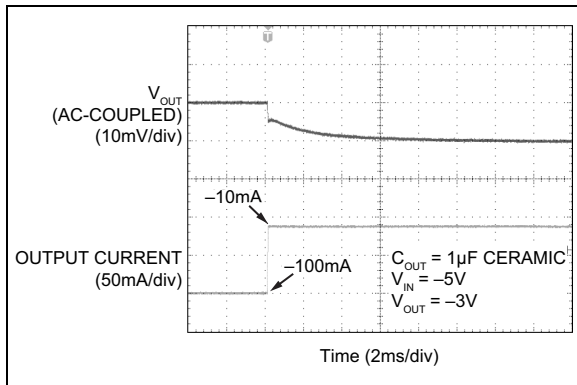 T
V_OUT
(AC-COUPLED)
(10mV/div)
–10mA
OUTPUT CURRENT
(50mA/div)
–100mA
C_OUT = 1µF CERAMIC
V_IN = –5V
V_OUT = –3V
Time (2ms/div)